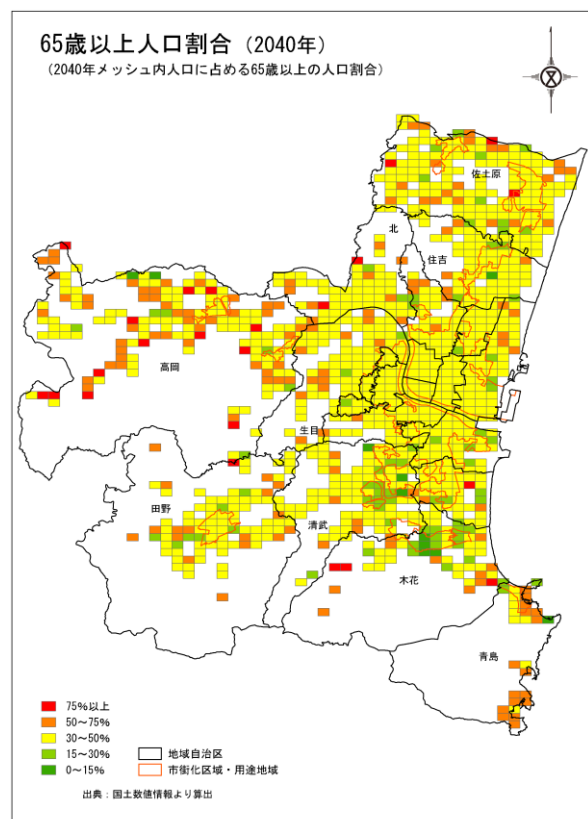 65歳以上人口割合（2040年）
（2040年メッシュ内人口に占める65歳以上の人口割合）
佐土原
北
住吉
高岡
生目
田野
清武
木花
青島
75%以上
50～75%
30～50%
15～30%
0～15%
地域自治区
市街化区域・用途地域
出典：国土数値情報より算出